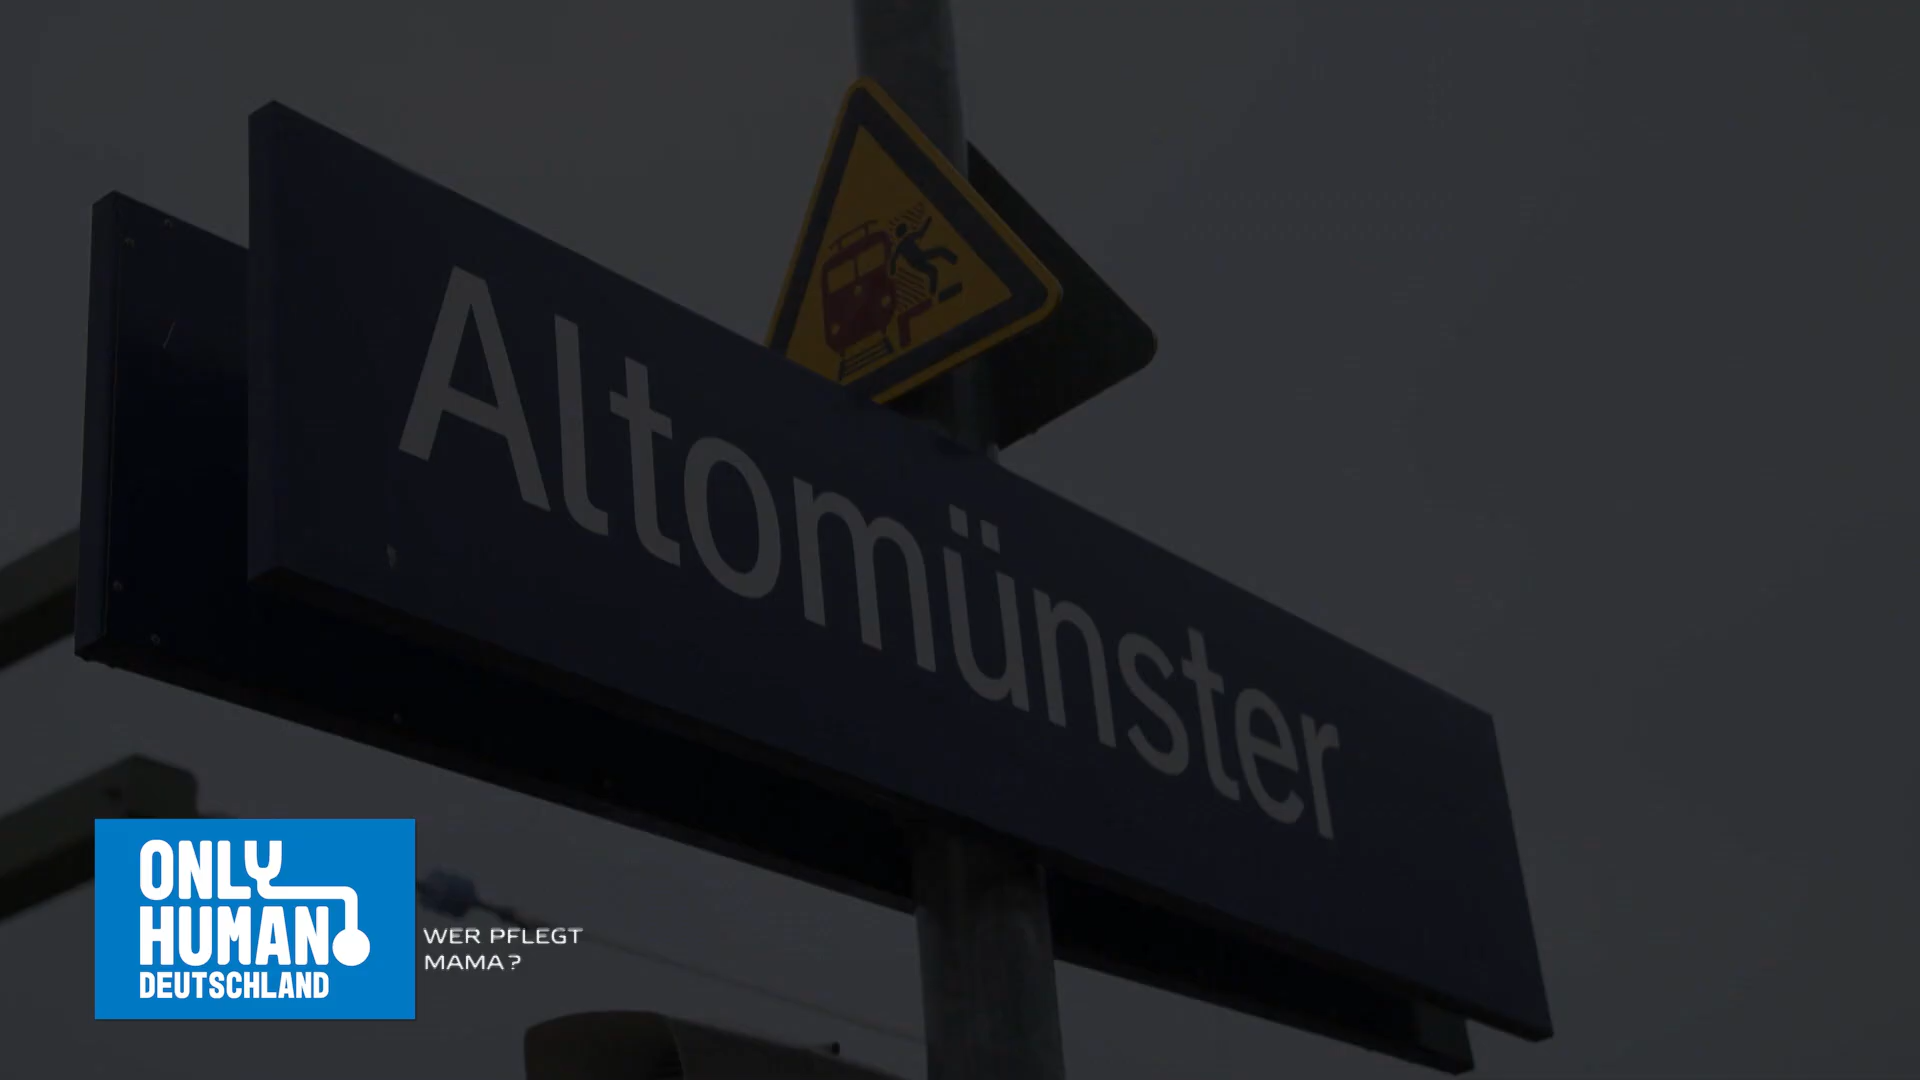 Altomünster
ONLY
HUMAN
DEUTSCHLAND
WER PFLEGT
MAMA?